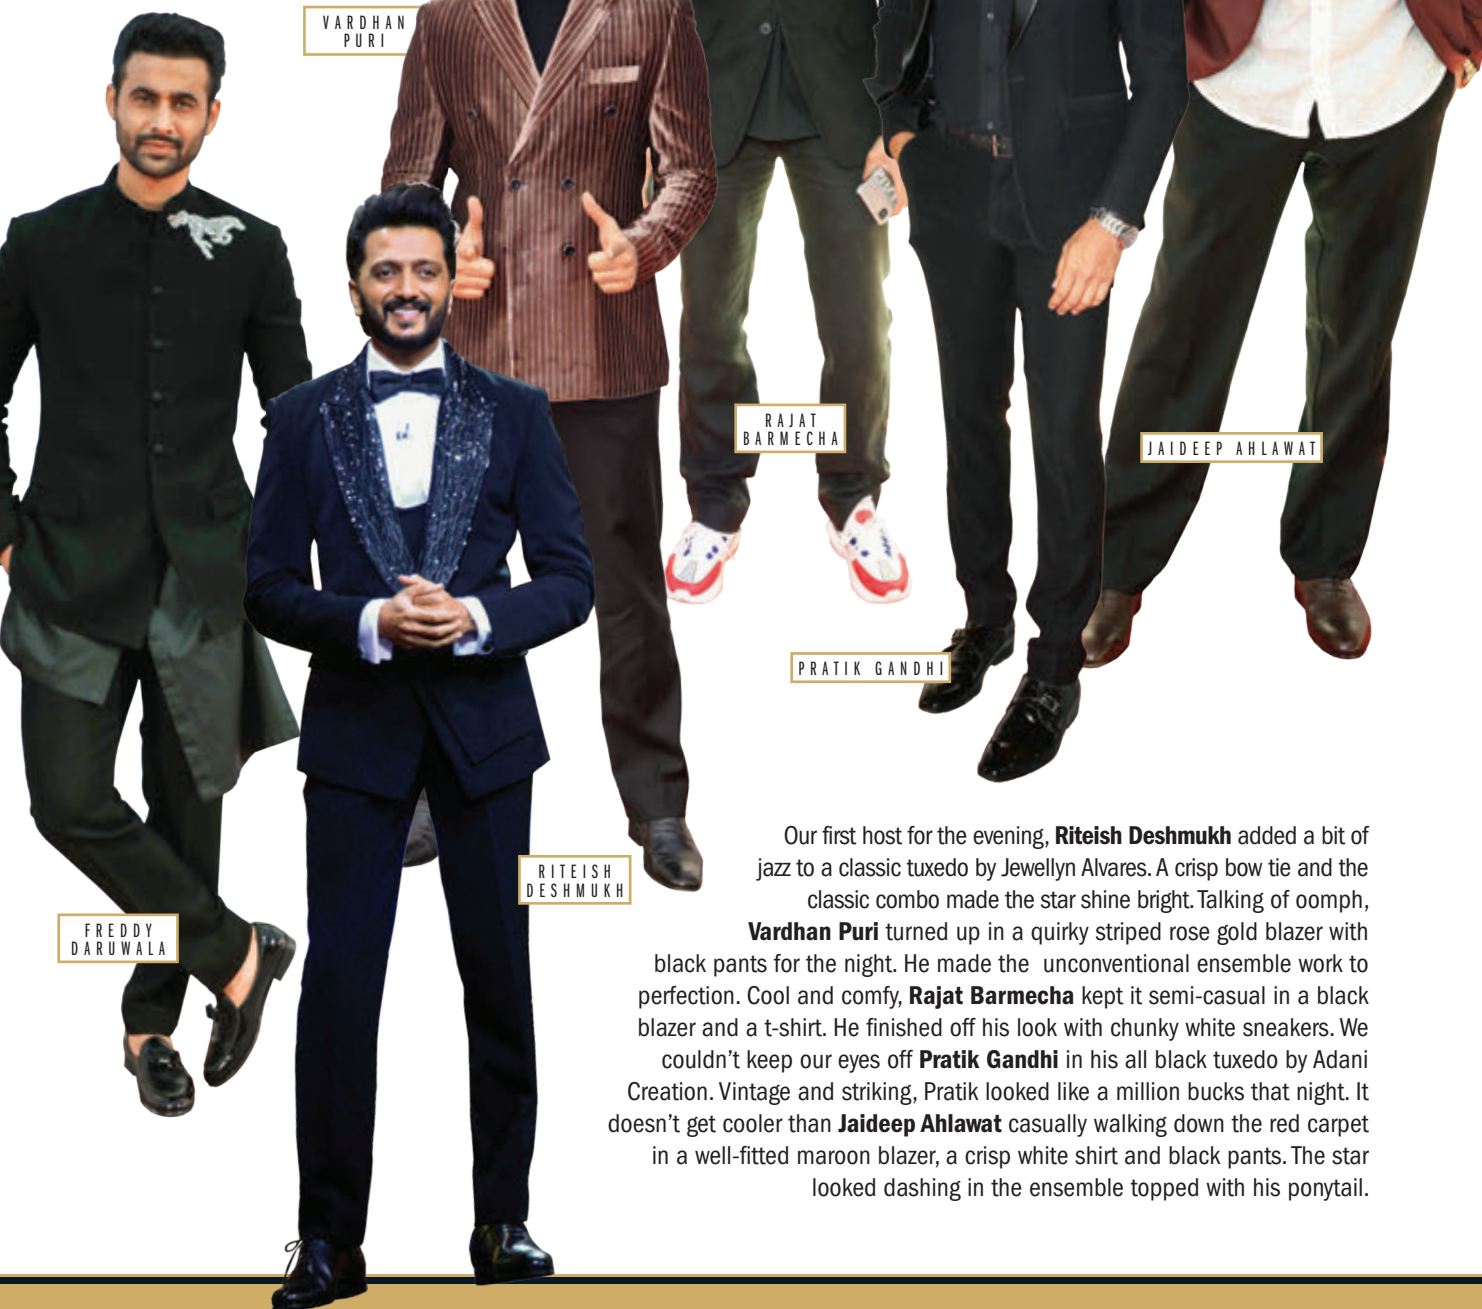 VARDHAN
PURI
RAJAT
BARMECHA
JAIDEEP AHLAWAT
PRATIK GANDHI
RITEISH
DESHMUKH
FREDDY
DARUWALA
Our first host for the evening, Riteish Deshmukh added a bit of
jazz to a classic tuxedo by Jewellyn Alvares. A crisp bow tie and the
classic combo made the star shine bright. Talking of oomph,
Vardhan Puri turned up in a quirky striped rose gold blazer with
black pants for the night. He made the unconventional ensemble work to
perfection. Cool and comfy, Rajat Barmecha kept it semi-casual in a black
blazer and a t-shirt. He finished off his look with chunky white sneakers. We
couldn't keep our eyes off Pratik Gandhi in his all black tuxedo by Adani
Creation. Vintage and striking, Pratik looked like a million bucks that night. It
doesn't get cooler than Jaideep Ahlawat casually walking down the red carpet
in a well-fitted maroon blazer, a crisp white shirt and black pants. The star
looked dashing in the ensemble topped with his ponytail.